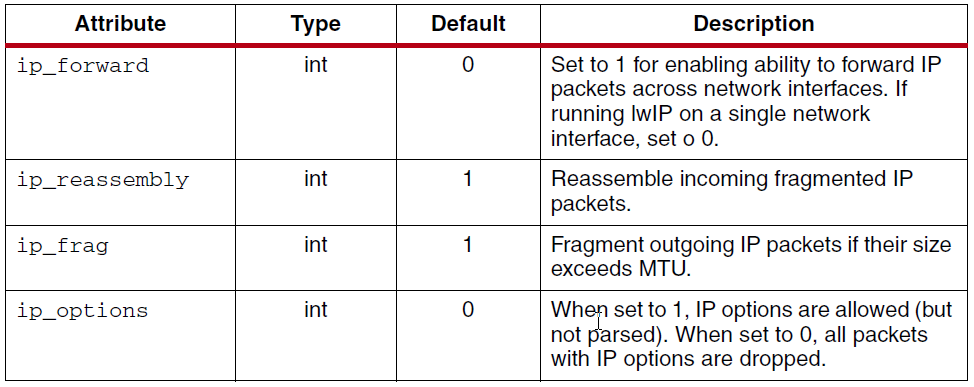 Attribute Type Default Description
ip_forward int 0 Set to 1 for enabling ability to forward IP
packets across network interfaces. If
running lwIP on a single network
interface, set o 0.
ip_reassembly int 1 Reassemble incoming fragmented IP
packets.
ip_frag int 1 Fragment outgoing IP packets if their size
exceeds MTU.
ip_options int 0 When set to 1, IP options are allowed (but
not parsed). When set to 0, all packets
with IP options are dropped.